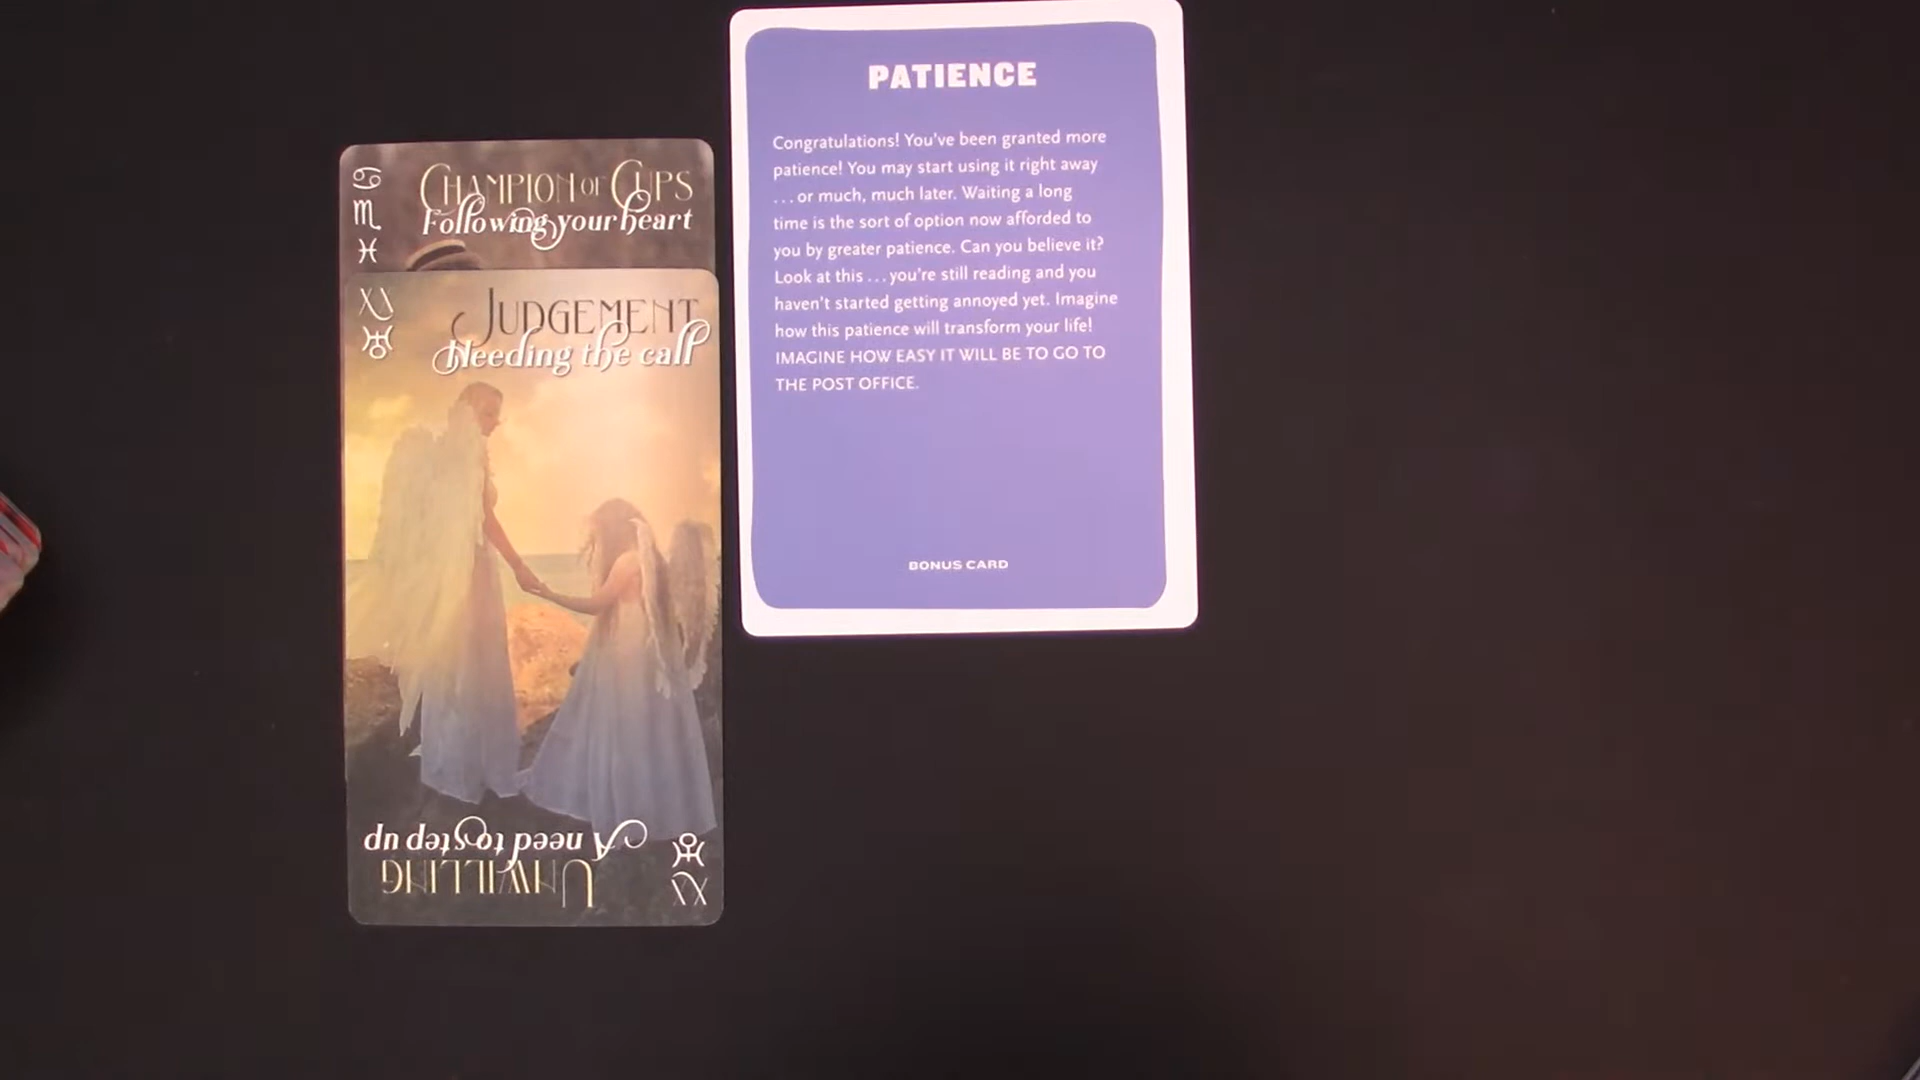 CHAMPION OF CUPS
Following your heart
JUDGEMENT
Heeding the call
XX
A need to step up
UNWILLING
XX
PATIENCE
Congratulations! You've been granted more
patience! You may start using it right away
...or much, much later. Waiting a long
time is the sort of option now afforded to
you by greater patience. Can you believe it?
Look at this...you're still reading and you
haven't started getting annoyed yet. Imagine
how this patience will transform your life!
IMAGINE HOW EASY IT WILL BE TO GO TO
THE POST OFFICE.
BONUS CARD